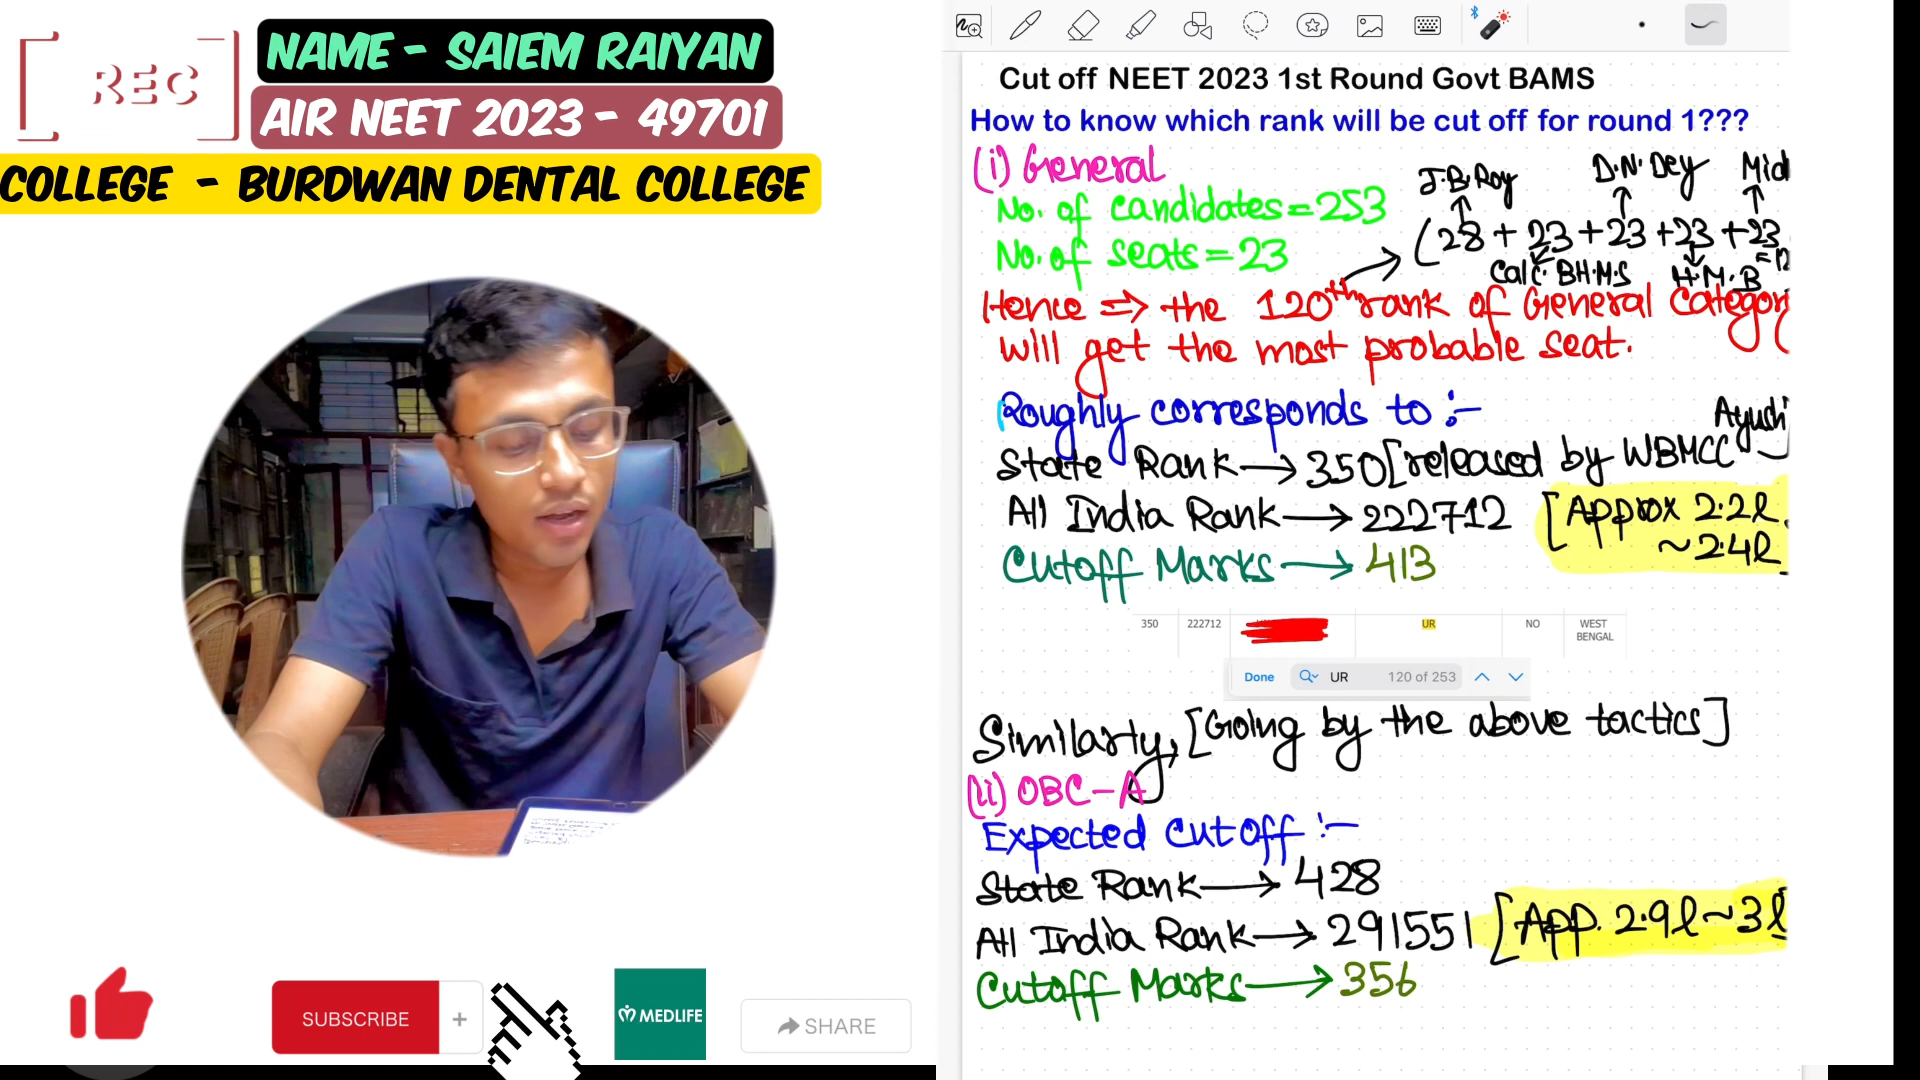 REC
NAME - SAIEM RAIYAN
AIR NEET 2023 - 49701
COLLEGE - BURDWAN DENTAL COLLEGE
SUBSCRIBE +
MEDLIFE
SHARE
Cut off NEET 2023 1st Round Govt BAMS
How to know which rank will be cut off for round 1???
(i) General
No. of candidates = 253
No. of seats = 23
J.B.Roy D.N.Dey Mid
(28 + 23 + 23 + 23 + 23
Calc. BH.M.S H.M.B
Hence ⇒ the 120th rank of General Categor
will get the most probable seat.
Roughly corresponds to :-
Ayush
State Rank → 350 [released by WBMCC
All India Rank → 222712 [Approx 2.2l
~2.4l
Cutoff Marks → 413
350 222712 UR NO WEST BENGAL
Done UR 120 of 253
Similarty, [Going by the above tactics]
(ii) OBC-A
Expected Cutoff :-
State Rank → 428
All India Rank → 291551 [App. 2.9l ~ 3l
Cutoff Marks → 356